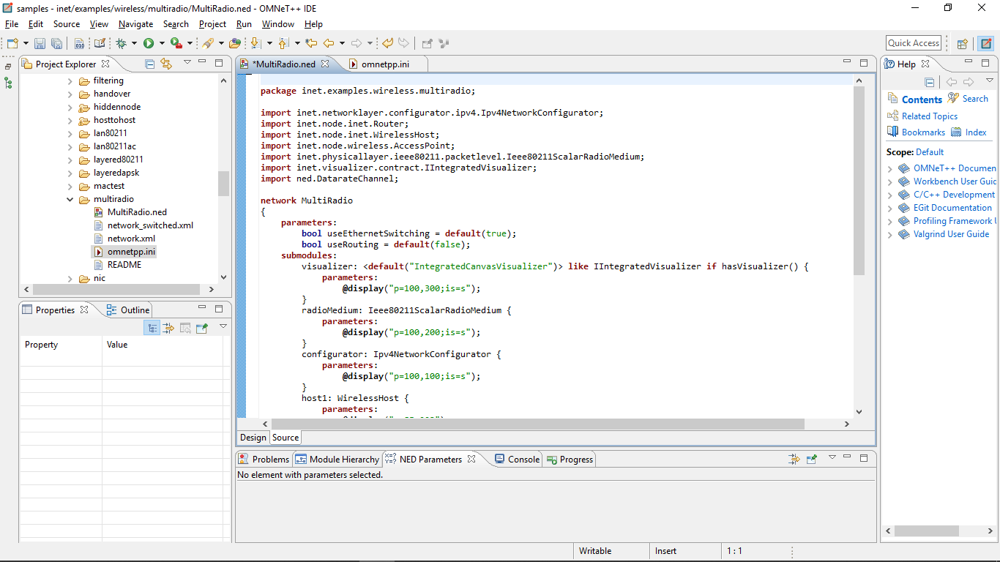 samples - inet/examples/wireless/multiradio/MultiRadio.ned - OMNeT++ IDE
File Edit Source View Navigate Search Project Run Window Help
Quick Access
Project Explorer
filtering
handover
hiddennode
hosttohost
lan80211
lan80211ac
layered80211
layeredapsk
mactest
multiradio
MultiRadio.ned
network_switched.xml
network.xml
omnetpp.ini
README
nic
Properties Outline
Property Value
*MultiRadio.ned omnetpp.ini
package inet.examples.wireless.multiradio;
import inet.networklayer.configurator.ipv4.Ipv4NetworkConfigurator;
import inet.node.inet.Router;
import inet.node.inet.WirelessHost;
import inet.node.wireless.AccessPoint;
import inet.physicallayer.ieee80211.packetlevel.Ieee80211ScalarRadioMedium;
import inet.visualizer.contract.IIntegratedVisualizer;
import ned.DatarateChannel;
network MultiRadio
{
parameters:
bool useEthernetSwitching = default(true);
bool useRouting = default(false);
submodules:
visualizer: <default("IntegratedCanvasVisualizer")> like IIntegratedVisualizer if hasVisualizer() {
parameters:
@display("p=100,300;is=s");
}
radioMedium: Ieee80211ScalarRadioMedium {
parameters:
@display("p=100,200;is=s");
}
configurator: Ipv4NetworkConfigurator {
parameters:
@display("p=100,100;is=s");
}
host1: WirelessHost {
parameters:
Design Source
Problems Module Hierarchy NED Parameters Console Progress
No element with parameters selected.
Help
Contents Search
Related Topics
Bookmarks Index
Scope: Default
OMNeT++ Documen
Workbench User Guid
C/C++ Development
EGit Documentation
Profiling Framework U
Valgrind User Guide
Writable Insert 1 : 1